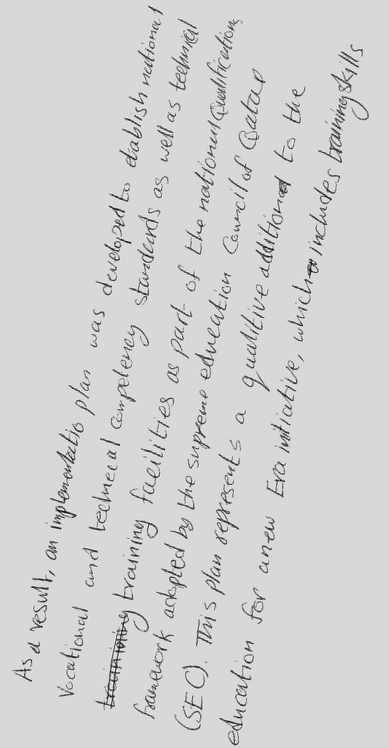 As a result, an implementatio plan was developed to establish national
Vocational and technical competency standards as well as technical
training facilities as part of the national Qualifications
framework adopted by the supreme education Council of Qatar
(SEC). This plan represents a qualitive addition to the
education for a new Era initiative, which includes training skills